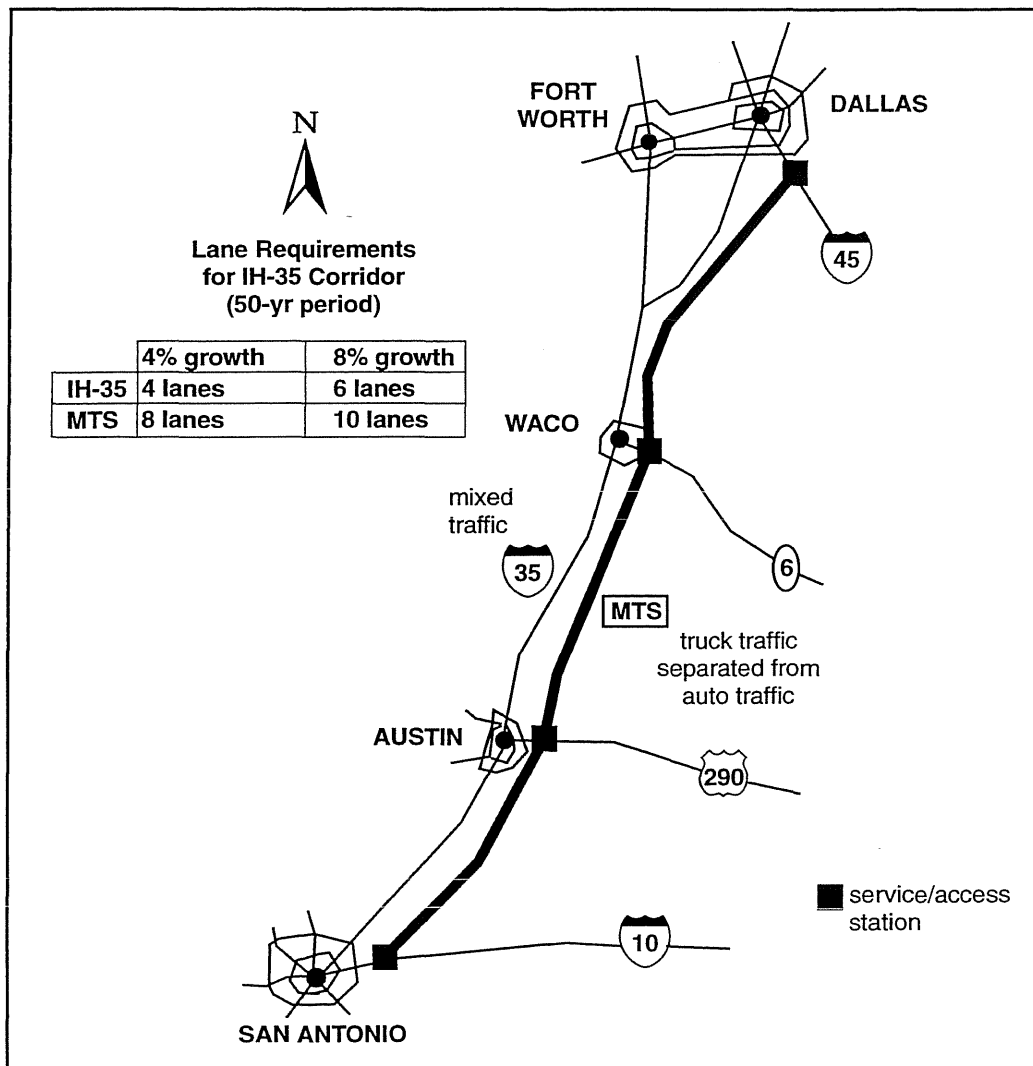 FORT
WORTH
DALLAS
N
Lane Requirements
for IH-35 Corridor
(50-yr period)
45
4% growth 8% growth
IH-35 4 lanes 6 lanes
MTS 8 lanes 10 lanes
WACO
mixed
traffic
35
6
MTS
truck traffic
separated from
auto traffic
AUSTIN
290
service/access
station
10
SAN ANTONIO